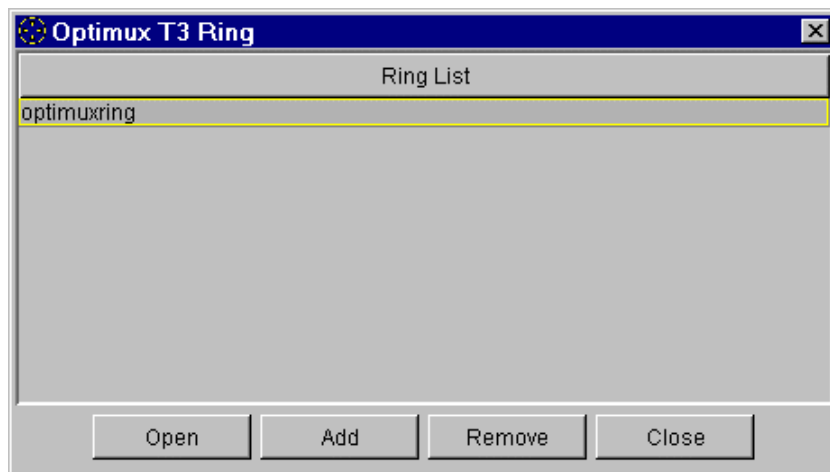 Optimux T3 Ring
Ring List
optimuxring
Open Add Remove Close